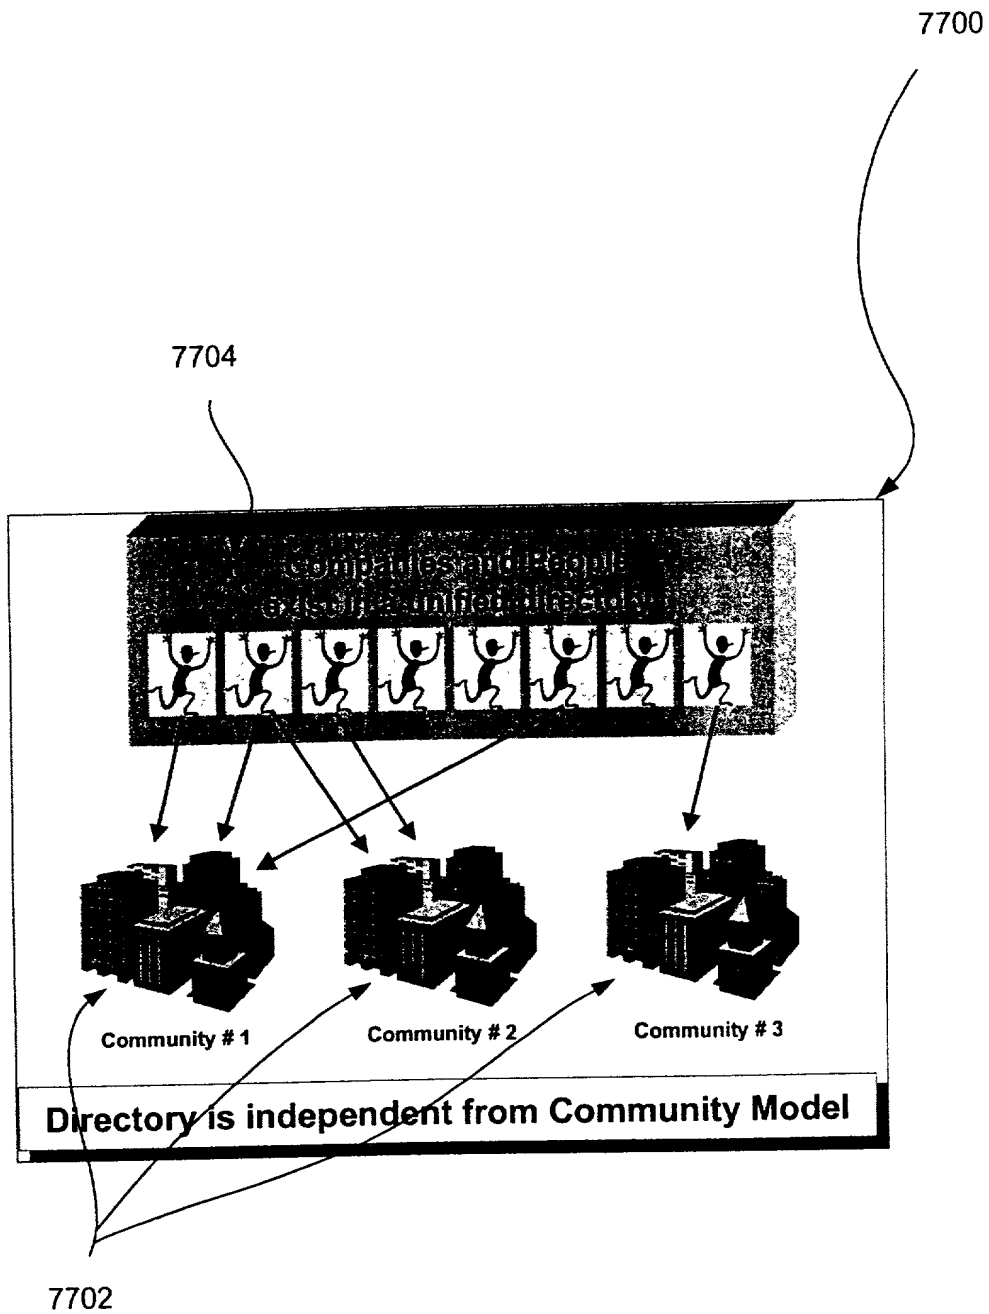 7700
7704
Companies and People
exist in a unified directory
Community # 1
Community # 2
Community # 3
Directory is independent from Community Model
7702